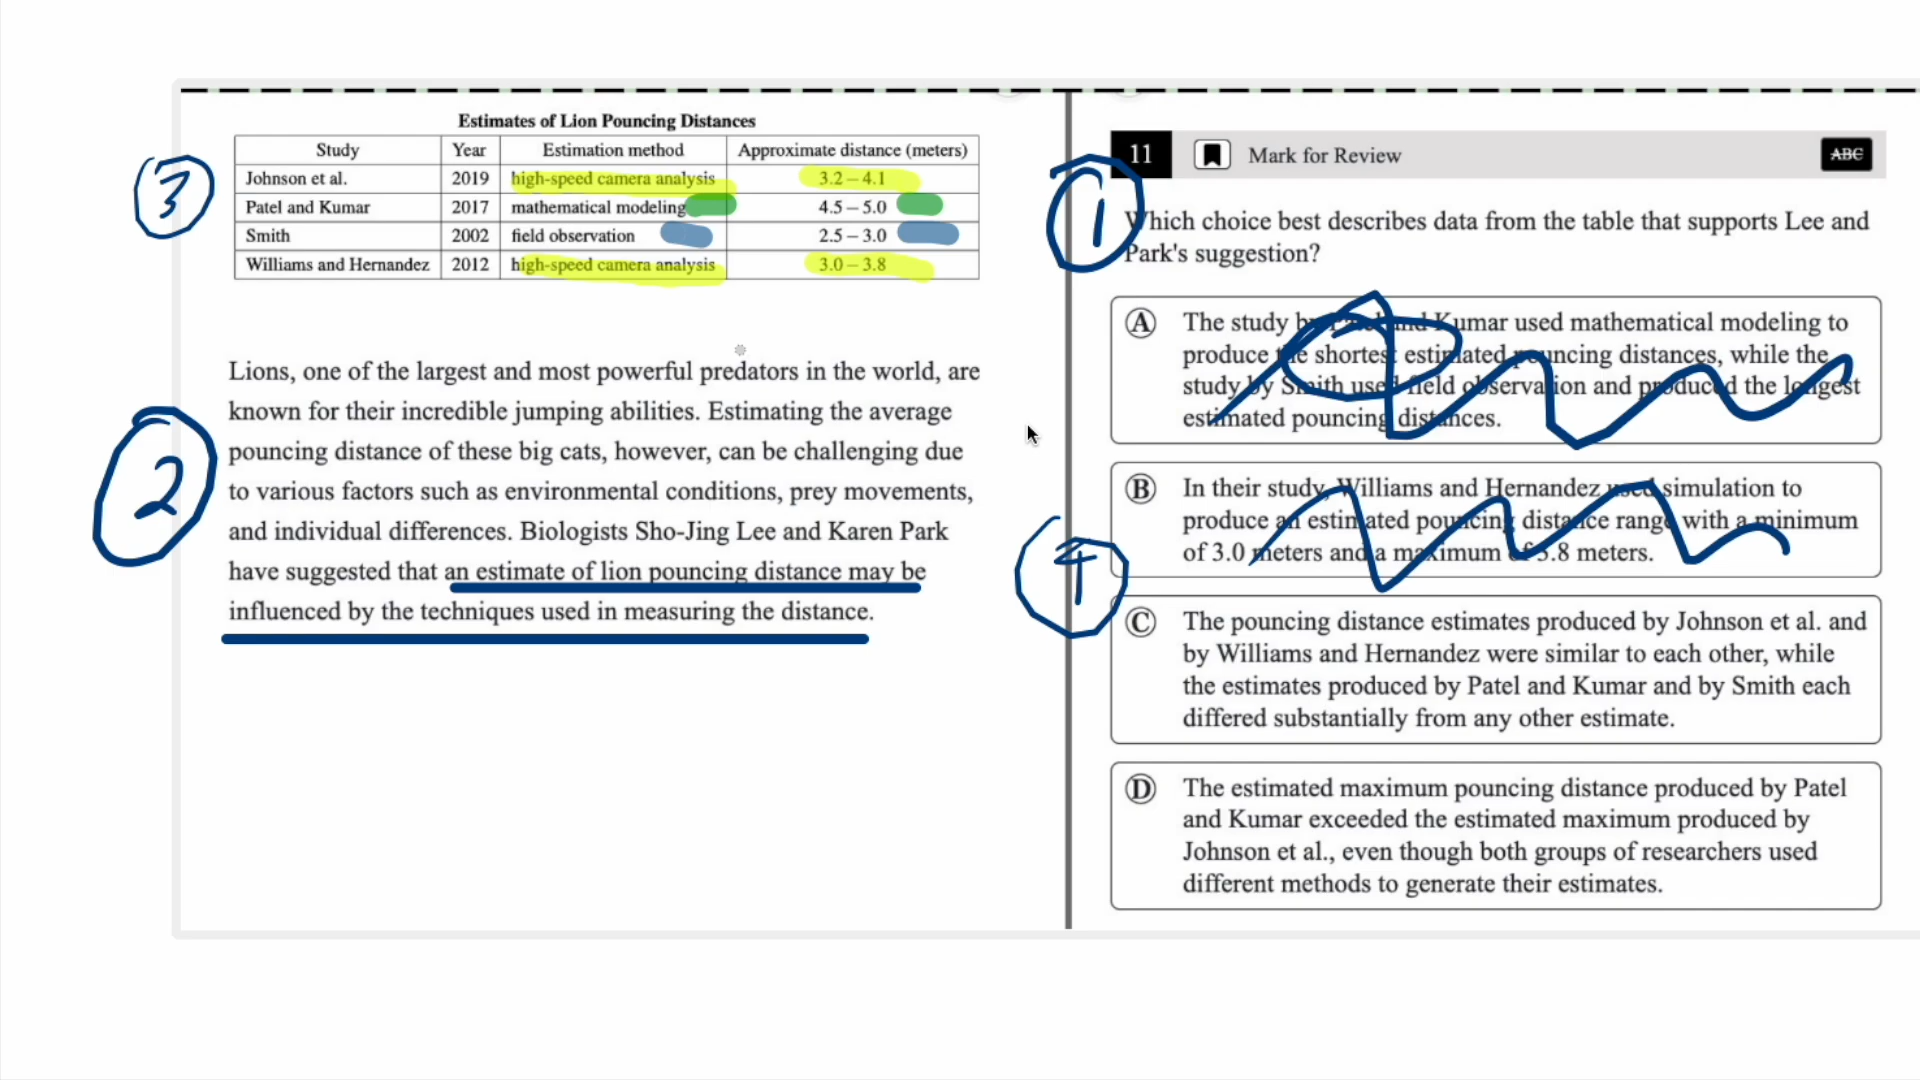 Estimates of Lion Pouncing Distances
Study Year Estimation method Approximate distance (meters)
Johnson et al. 2019 high-speed camera analysis 3.2 – 4.1
Patel and Kumar 2017 mathematical modeling 4.5 – 5.0
Smith 2002 field observation 2.5 – 3.0
Williams and Hernandez 2012 high-speed camera analysis 3.0 – 3.8
3
Lions, one of the largest and most powerful predators in the world, are
known for their incredible jumping abilities. Estimating the average
pouncing distance of these big cats, however, can be challenging due
to various factors such as environmental conditions, prey movements,
and individual differences. Biologists Sho-Jing Lee and Karen Park
have suggested that an estimate of lion pouncing distance may be
influenced by the techniques used in measuring the distance.
2
11 Mark for Review ABC
1
Which choice best describes data from the table that supports Lee and
Park's suggestion?
A The study by Patel and Kumar used mathematical modeling to
produce the shortest estimated pouncing distances, while the
study by Smith used field observation and produced the longest
estimated pouncing distances.
B In their study, Williams and Hernandez used simulation to
produce an estimated pouncing distance range with a minimum
of 3.0 meters and a maximum of 3.8 meters.
4
C The pouncing distance estimates produced by Johnson et al. and
by Williams and Hernandez were similar to each other, while
the estimates produced by Patel and Kumar and by Smith each
differed substantially from any other estimate.
D The estimated maximum pouncing distance produced by Patel
and Kumar exceeded the estimated maximum produced by
Johnson et al., even though both groups of researchers used
different methods to generate their estimates.